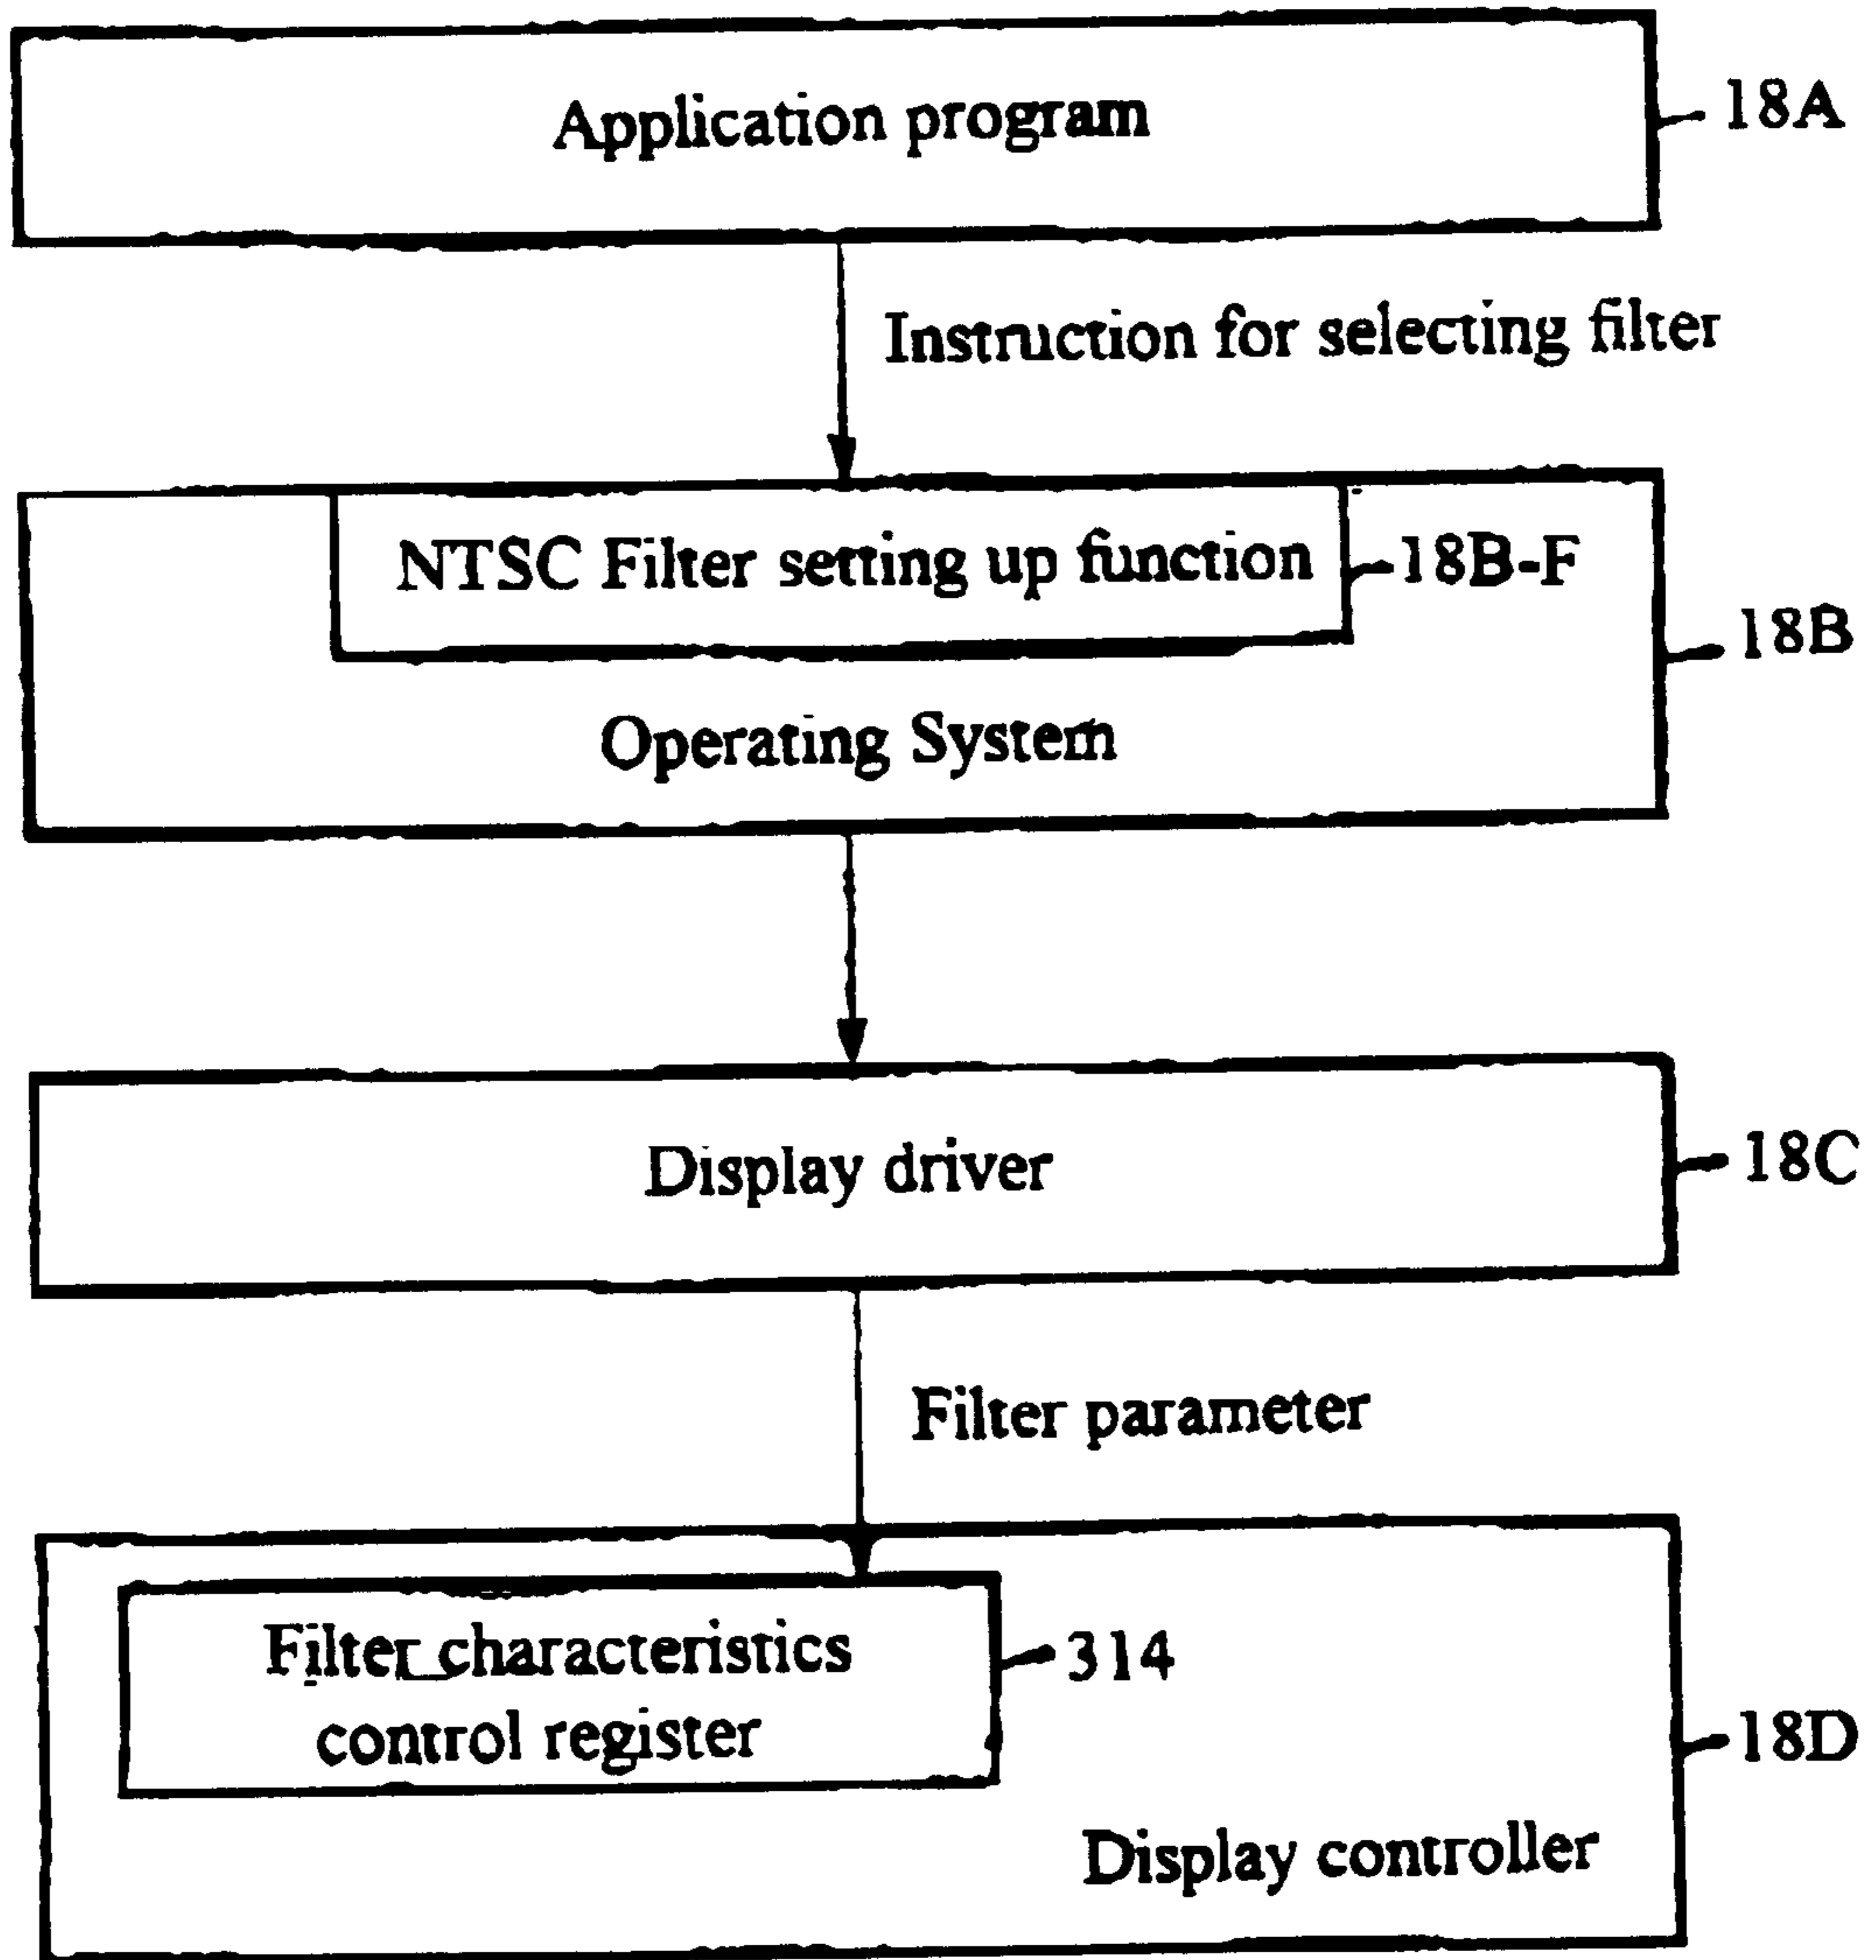 Application program
18A
Instruction for selecting filter
NTSC Filter setting up function
18B-F
18B
Operating System
Display driver
18C
Filter parameter
Filter characteristics
control register
314
18D
Display controller